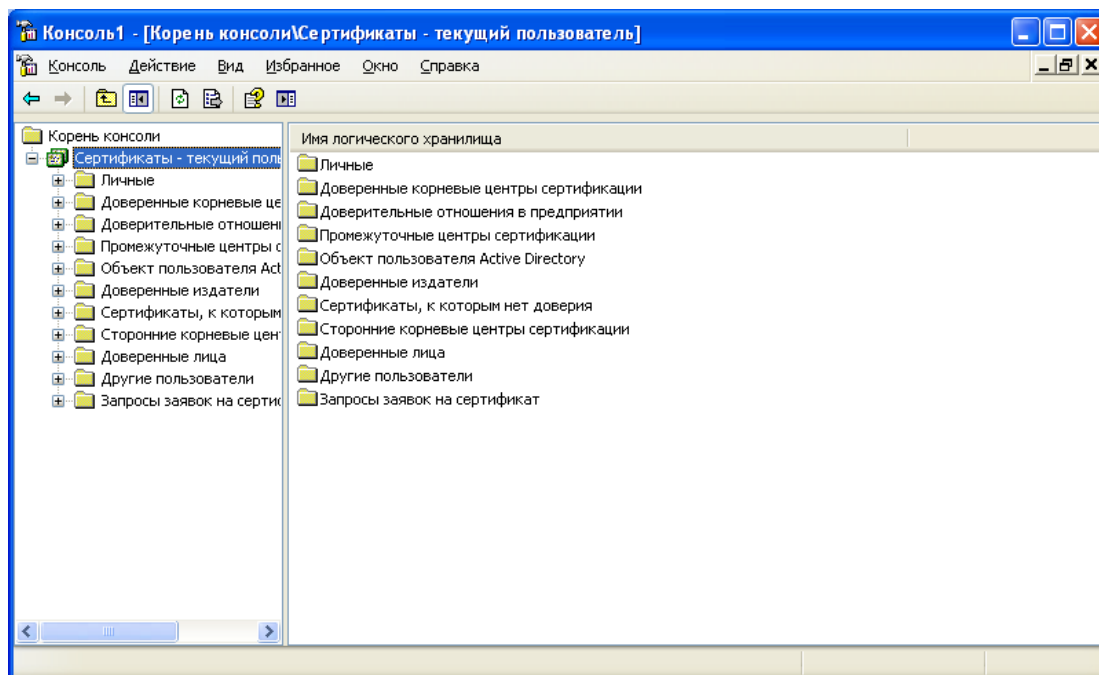 Консоль1 - [Корень консоли\Сертификаты - текущий пользователь]
Консоль Действие Вид Избранное Окно Справка
Корень консоли
Сертификаты - текущий поль
Личные
Доверенные корневые це
Доверительные отношени
Промежуточные центры с
Объект пользователя Act
Доверенные издатели
Сертификаты, к которым
Сторонние корневые цен
Доверенные лица
Другие пользователи
Запросы заявок на серти
Имя логического хранилища
Личные
Доверенные корневые центры сертификации
Доверительные отношения в предприятии
Промежуточные центры сертификации
Объект пользователя Active Directory
Доверенные издатели
Сертификаты, к которым нет доверия
Сторонние корневые центры сертификации
Доверенные лица
Другие пользователи
Запросы заявок на сертификат